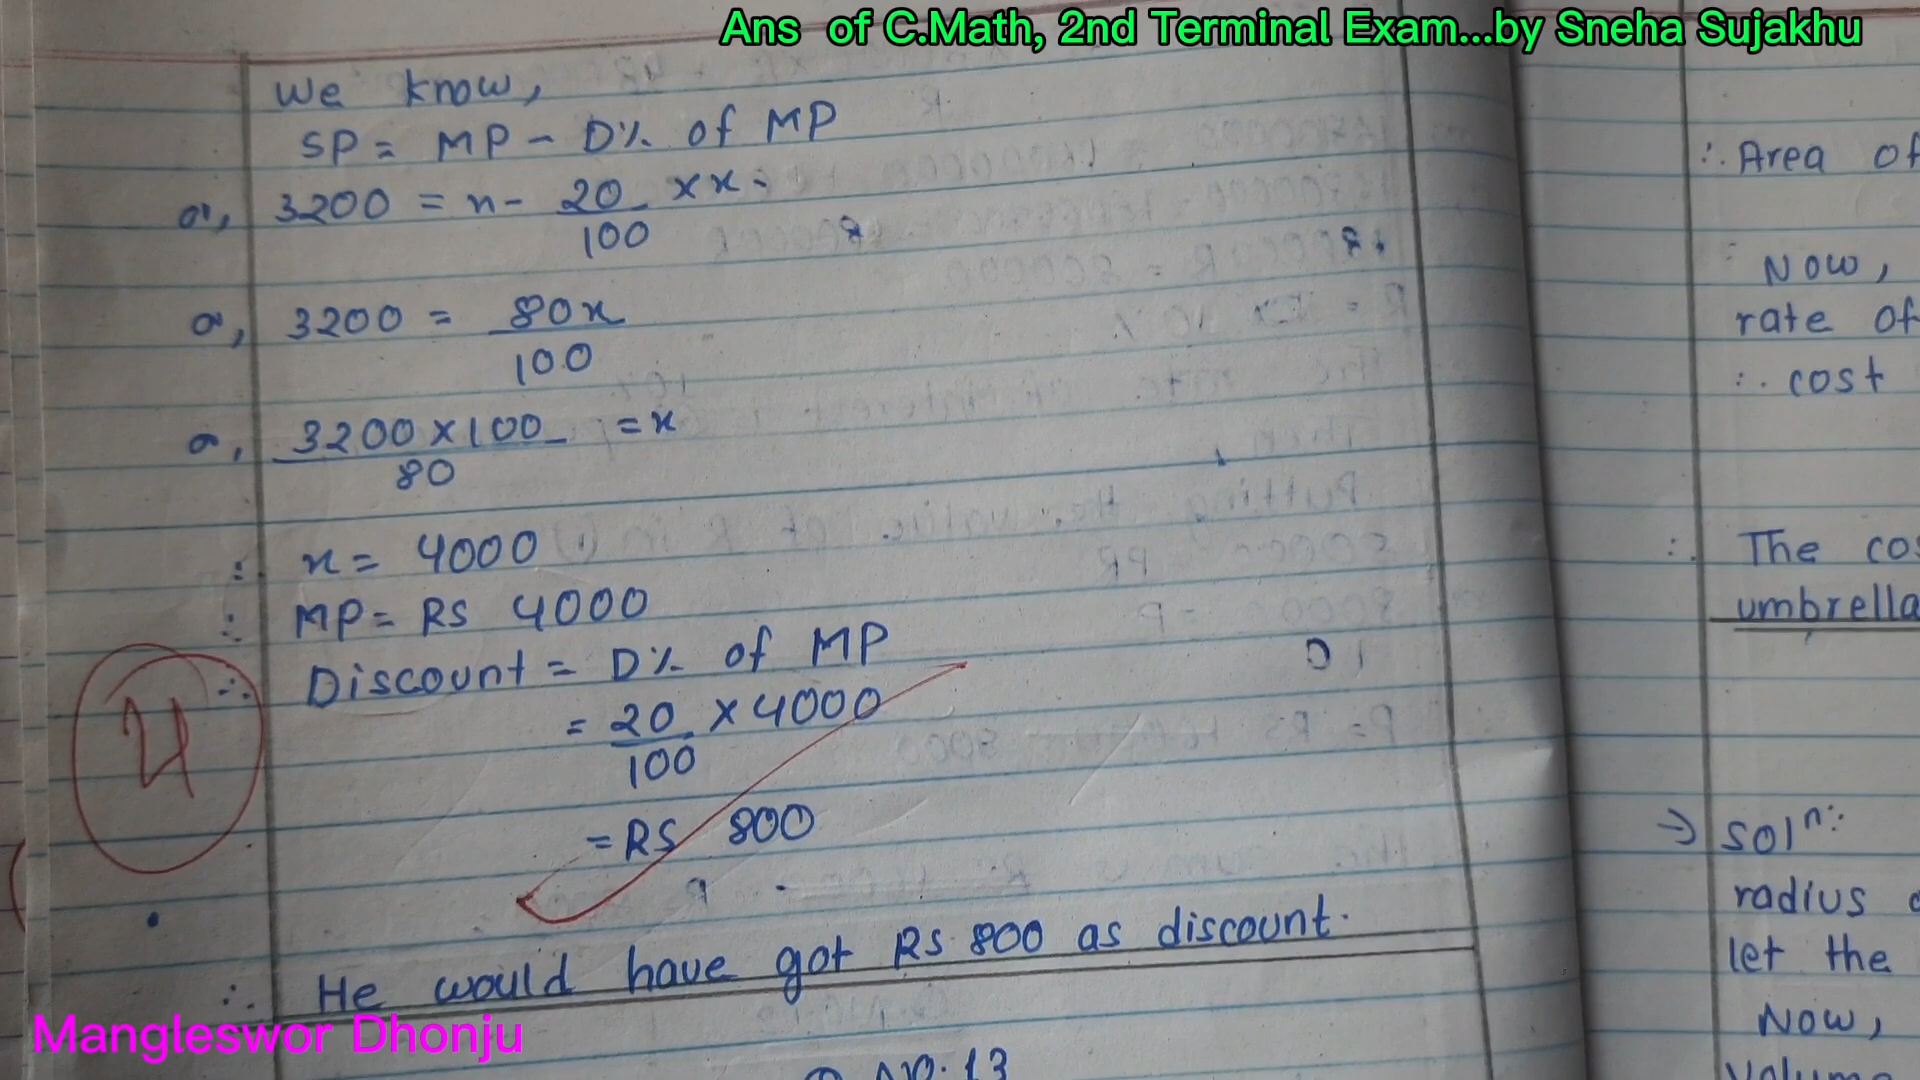 Ans of C.Math, 2nd Terminal Exam...by Sneha Sujakhu
We know,
SP = MP - D% of MP
or, 3200 = x - 20/100 × x
or, 3200 = 80x/100
or, 3200 × 100/80 = x
∴ x = 4000
∴ MP = RS 4000
∴ Discount = D% of MP
= 20/100 × 4000
= RS 800
4
∴ He would have got RS. 800 as discount.
Mangleswor Dhonju
NO. 13
∴ Area of
Now,
rate of
∴ cost
∴ The
umbrella
→ Solⁿ:
radius
let the
Now,